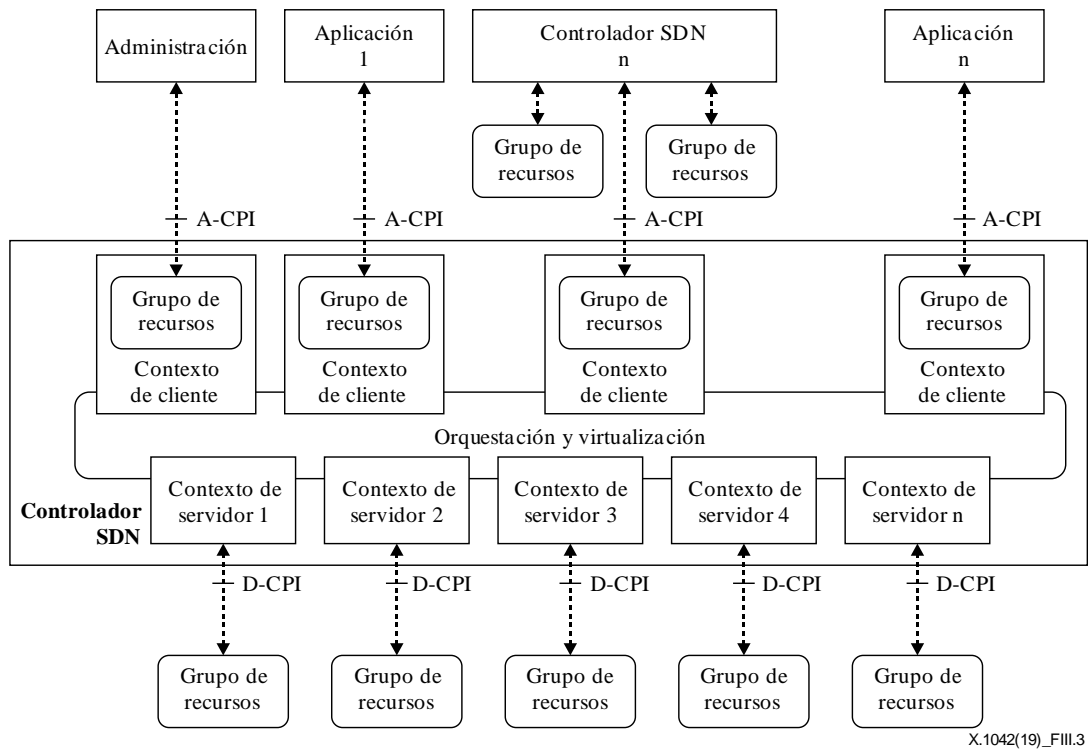 Administración
Aplicación
1
Controlador SDN
n
Aplicación
n
Grupo de
recursos
Grupo de
recursos
A-CPI
A-CPI
A-CPI
A-CPI
Grupo de
recursos
Grupo de
recursos
Grupo de
recursos
Grupo de
recursos
Contexto
de cliente
Contexto
de cliente
Contexto
de cliente
Contexto
de cliente
Orquestación y virtualización
Controlador
SDN
Contexto de
servidor 1
Contexto de
servidor 2
Contexto de
servidor 3
Contexto de
servidor 4
Contexto de
servidor n
D-CPI
D-CPI
D-CPI
D-CPI
D-CPI
Grupo de
recursos
Grupo de
recursos
Grupo de
recursos
Grupo de
recursos
Grupo de
recursos
X.1042(19)_FIII.3